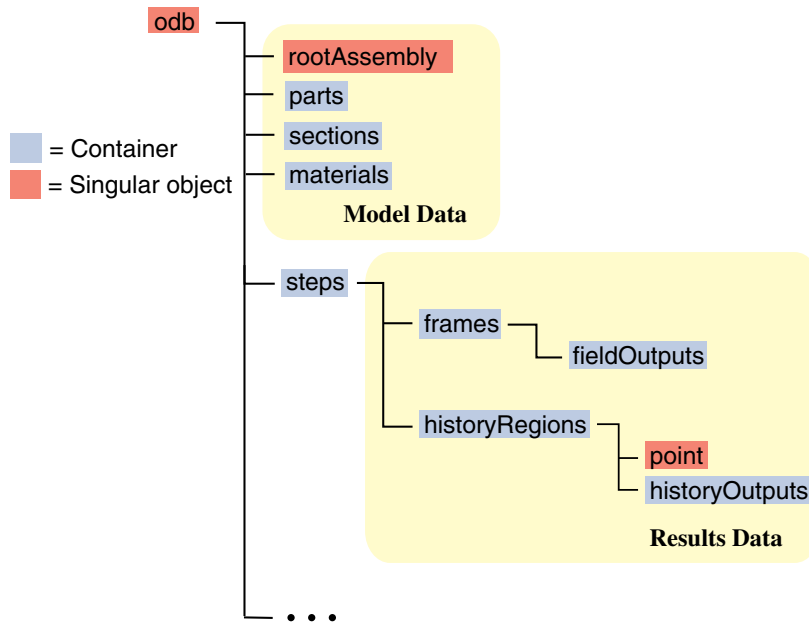 odb
rootAssembly
parts
sections
materials
Model Data
= Container
= Singular object
steps
frames
fieldOutputs
historyRegions
point
historyOutputs
Results Data
• • •